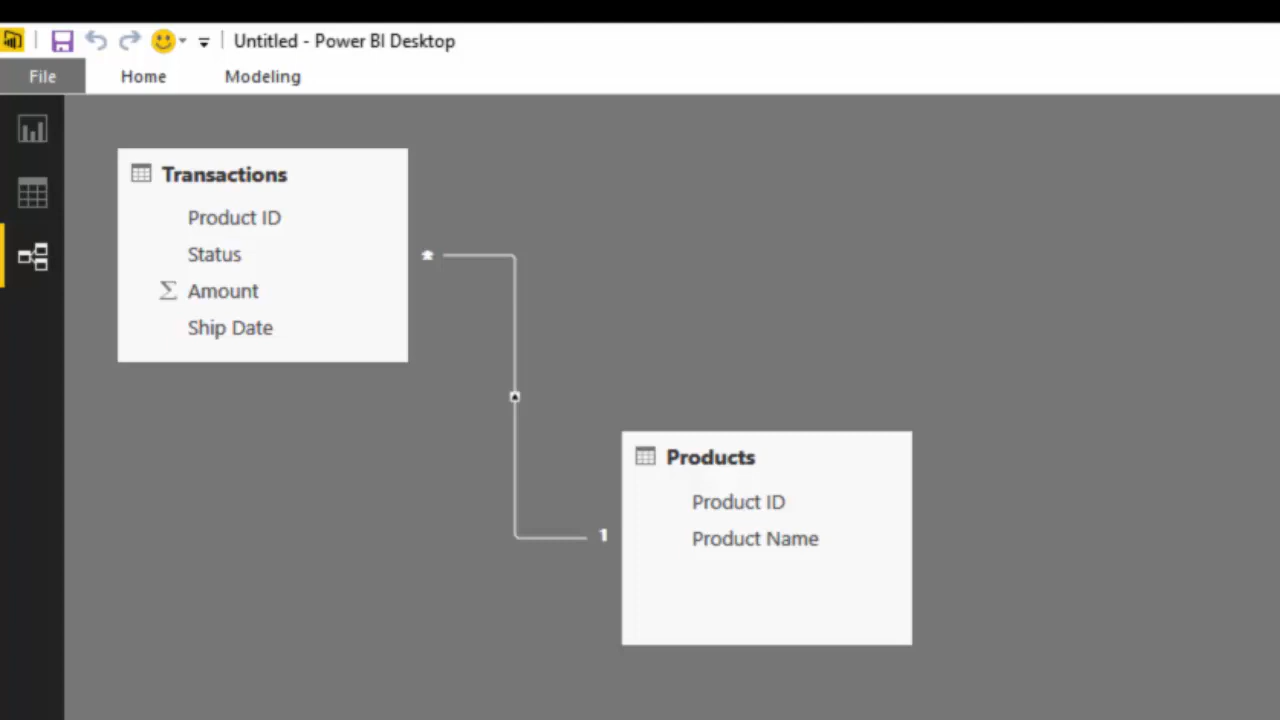 Untitled - Power BI Desktop
File Home Modeling
Transactions
Product ID
Status
Σ Amount
Ship Date
*
1
Products
Product ID
Product Name